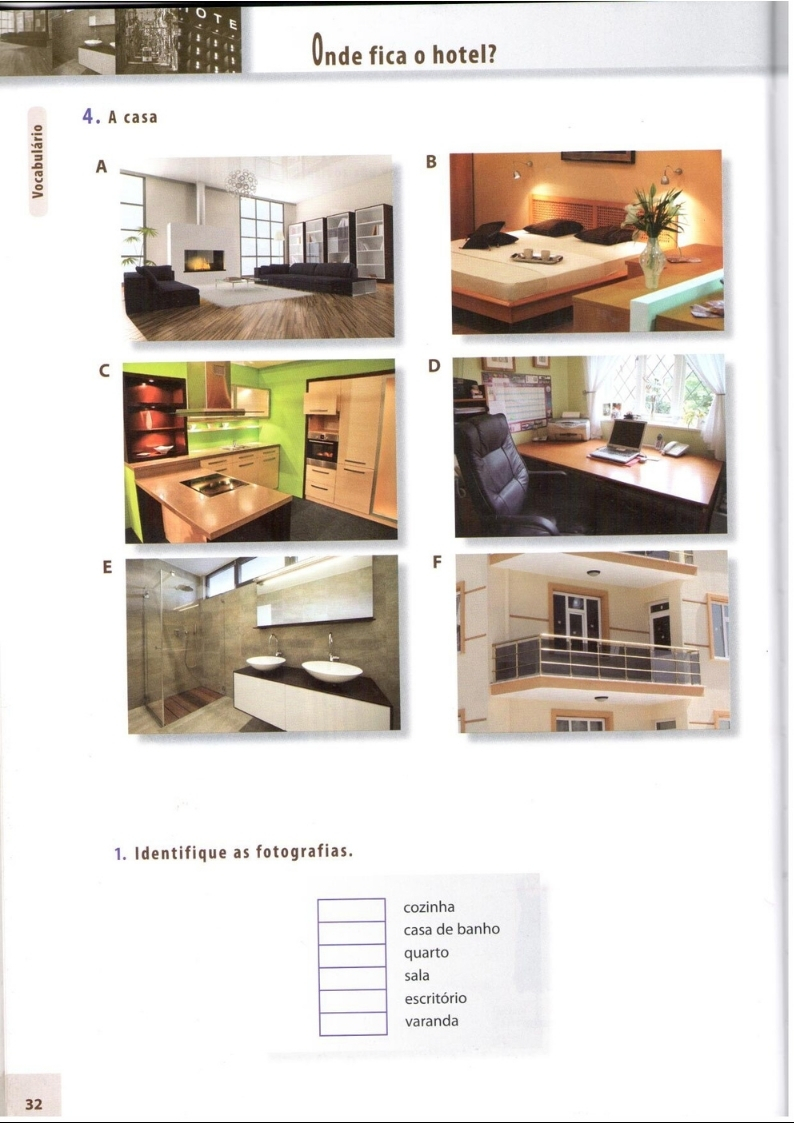 OTE
Onde fica o hotel?
Vocabulário
4. A casa
A
B
C
D
E
F
1. Identifique as fotografias.
cozinha
casa de banho
quarto
sala
escritório
varanda
32